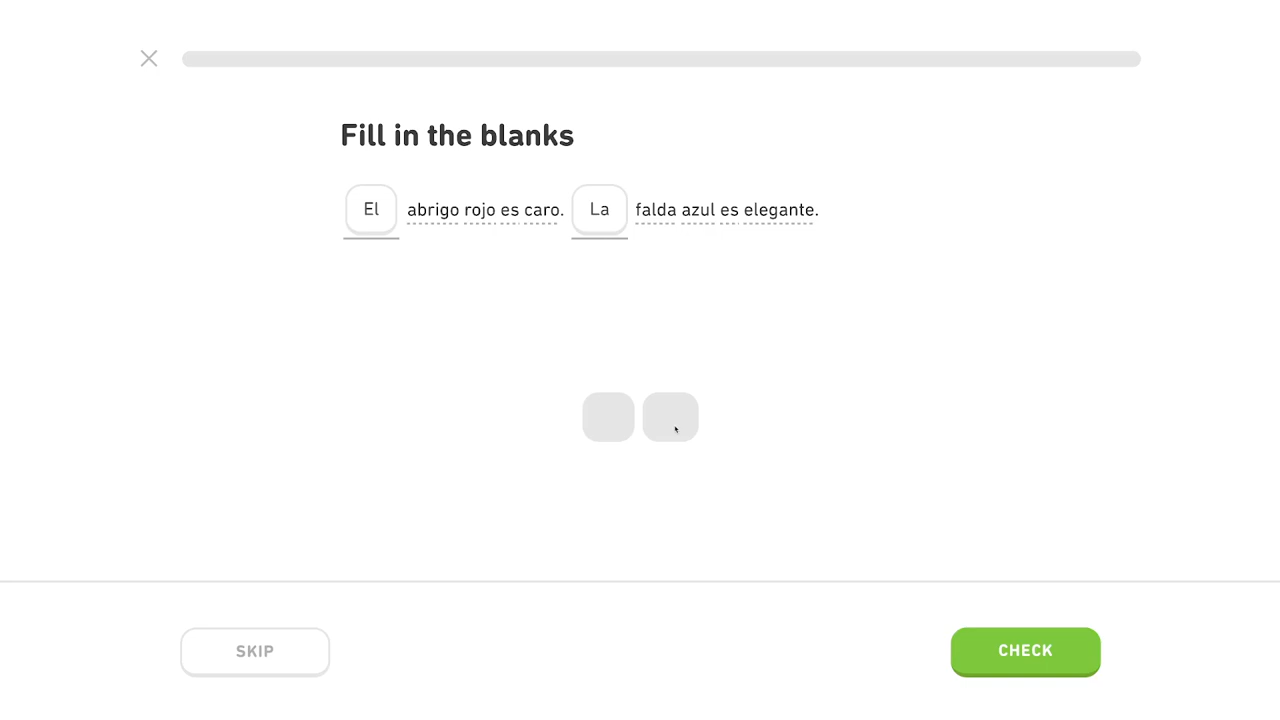 Fill in the blanks
El abrigo rojo es caro. La falda azul es elegante.
SKIP
CHECK